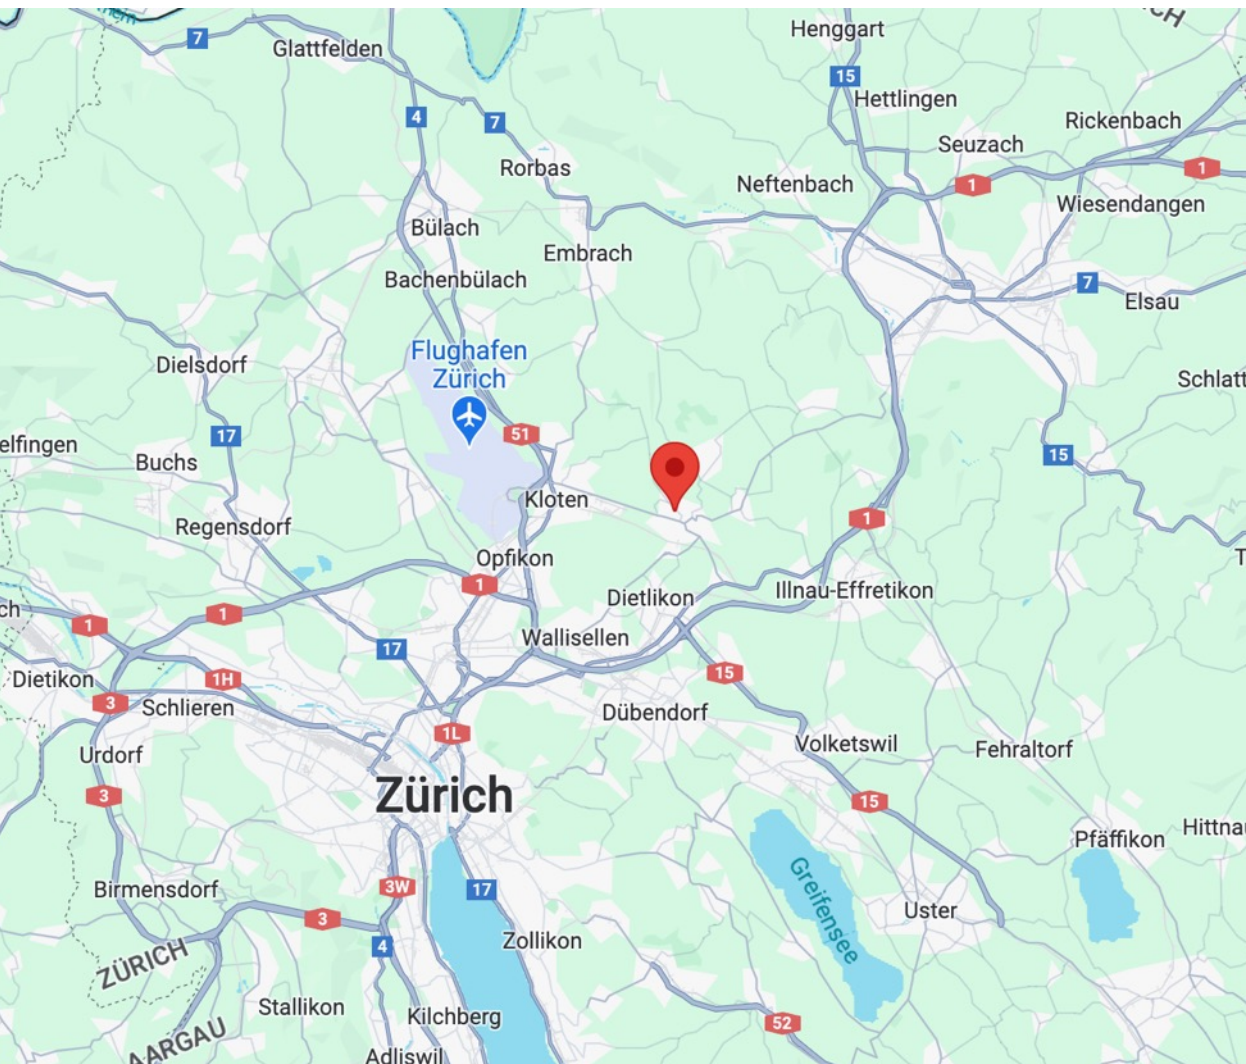 7
Glattfelden
Henggart
15
Hettlingen
4
7
Rickenbach
Rorbas
Seuzach
1
1
Neftenbach
Wiesendangen
Bülach
Embrach
Bachenbülach
7
Elsau
Flughafen
Zürich
Dielsdorf
Schlatt
17
51
elfingen
Buchs
15
Kloten
1
Regensdorf
Opfikon
T
1
Illnau-Effretikon
Dietlikon
ch
1
1
Wallisellen
17
15
Dietikon
1H
3
Schlieren
Dübendorf
1L
Volketswil
Fehraltorf
Urdorf
Zürich
3
15
Hittnau
Pfäffikon
Birmensdorf
3W
17
Greifensee
Uster
3
4
Zollikon
ZÜRICH
Stallikon
Kilchberg
52
AARGAU
Adliswil